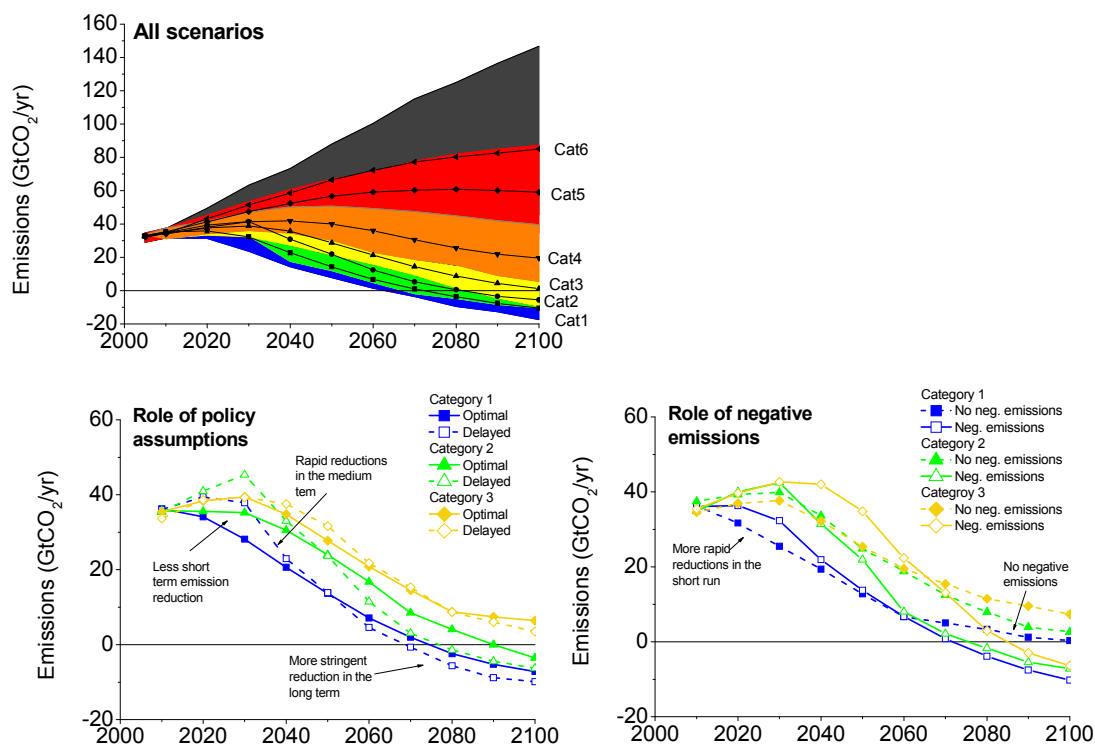 All scenarios
Emissions (GtCO2/yr)
160
140
120
100
80
60
40
20
0
-20
2000
2020
2040
2060
2080
2100
Cat6
Cat5
Cat4
Cat3
Cat2
Cat1
Role of policy
assumptions
Emissions (GtCO2/yr)
60
40
20
0
-20
2000
2020
2040
2060
2080
2100
Category 1
Optimal
Delayed
Category 2
Optimal
Delayed
Category 3
Optimal
Delayed
Rapid reductions
in the medium
tem
Less short
term emission
reduction
More stringent
reduction in the
long term
Role of negative
emissions
Emissions (GtCO2/yr)
60
40
20
0
-20
2000
2020
2040
2060
2080
2100
Category 1
No neg. emissions
Neg. emissions
Category 2
No neg. emissions
Neg. emissions
Categroy 3
No neg. emissions
Neg. emissions
More rapid
reductions in the
short run
No negative
emissions